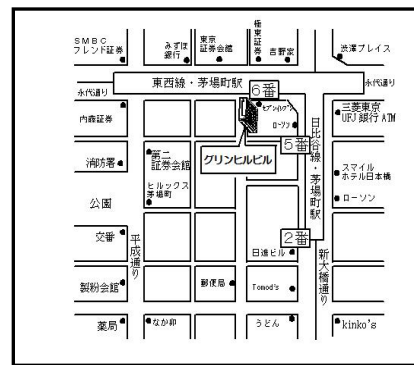 SMBC
フレンド証券
みずほ
銀行
東京
証券会館
極東証券
吉野家
渋澤プレイス
東西線・茅場町駅
永代通り
永代通り
6番
内藤証券
セブンイレブン
ローソン
三菱東京
UFJ銀行ATM
5番
日比谷線・茅場町駅
消防署
第二
証券会館
グリンヒルビル
スマイル
ホテル日本橋
ヒルックス
茅場町
ローソン
公園
交番
平成通り
2番
日進ビル
新大橋通り
製粉会館
郵便局
Tomod's
薬局
なか卯
うどん
kinko's